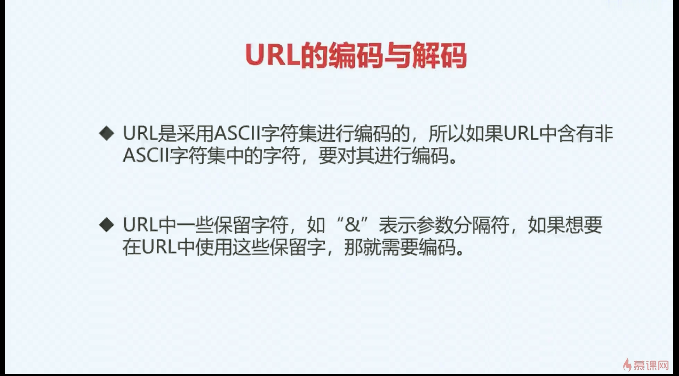 URL的编码与解码
URL是采用ASCII字符集进行编码的，所以如果URL中含有非
ASCII字符集中的字符，要对其进行编码。
URL中一些保留字符，如“&”表示参数分隔符，如果想要
在URL中使用这些保留字，那就需要编码。
慕课网